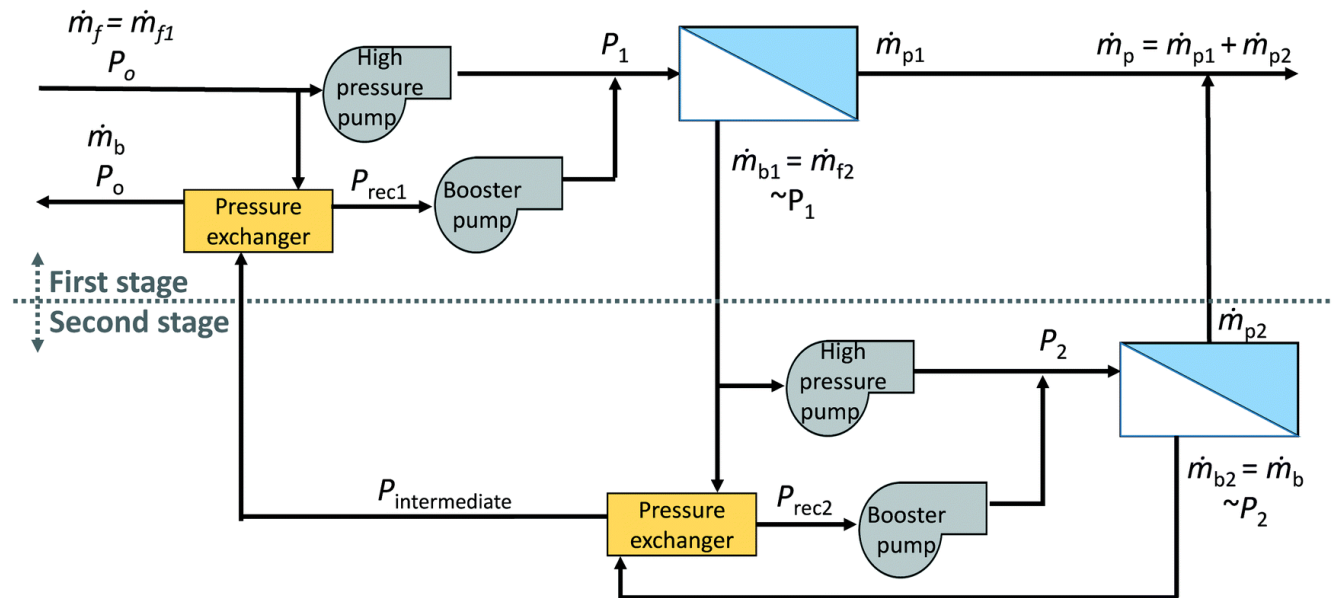 ṁf = ṁf1
Po
High
pressure
pump
P1
ṁp1
ṁp = ṁp1 + ṁp2
ṁb
Po
Pressure
exchanger
Prec1
Booster
pump
ṁb1 = ṁf2
~P1
First stage
Second stage
High
pressure
pump
P2
ṁp2
Pintermediate
Pressure
exchanger
Prec2
Booster
pump
ṁb2 = ṁb
~P2